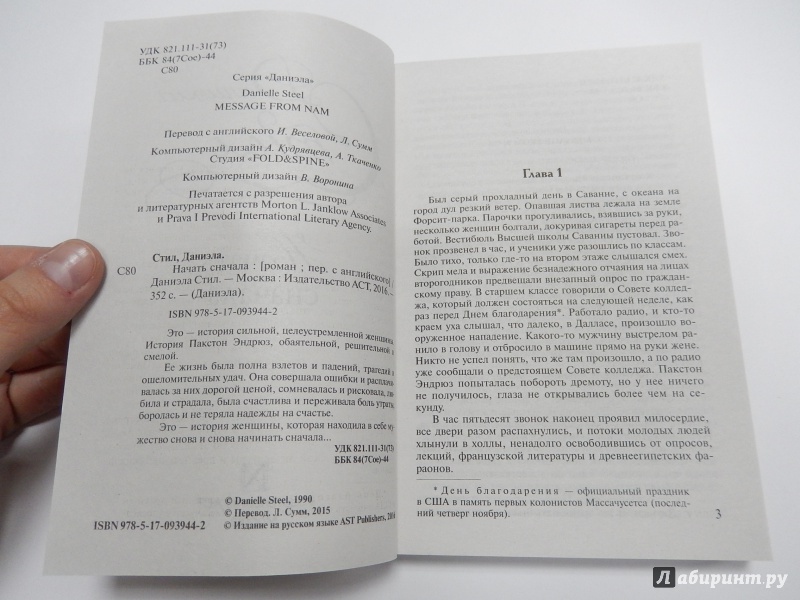 УДК 821.111-31(73)
ББК 84(7Сое)-44
С80
Серия «Даниэла»
Danielle Steel
MESSAGE FROM NAM
Перевод с английского И. Веселовой, Л. Сумм
Компьютерный дизайн А. Кудрявцева, А. Ткаченко
Студия «FOLD&SPINE»
Компьютерный дизайн В. Воронина
Печатается с разрешения автора
и литературных агентств Morton L. Janklow Associates
и Prava I Prevodi International Literary Agency.
Стил, Даниэла.
С80 Начать сначала : [роман ; пер. с английского] /
Даниэла Стил. — Москва : Издательство АСТ, 2016. —
352 с. — (Даниэла).
ISBN 978-5-17-093944-2
Это — история сильной, целеустремленной женщины.
История Пакстон Эндрюз, обаятельной, решительной и
смелой.
Ее жизнь была полна взлетов и падений, трагедий и
ошеломительных удач. Она совершала ошибки и расплачи-
валась за них дорогой ценой, сомневалась и рисковала, лю-
била и страдала, была счастлива и переживала боль утраты,
боролась и не теряла надежды на счастье.
Это — история женщины, которая находила в себе му-
жество снова и снова начинать сначала...
УДК 821.111-31(73)
ББК 84(7Сое)-44
© Danielle Steel, 1990
© Перевод. Л. Сумм, 2015
ISBN 978-5-17-093944-2 © Издание на русском языке AST Publishers, 2016
Глава 1
Был серый прохладный день в Саванне, с океана на
город дул резкий ветер. Опавшая листва лежала на земле
Форсит-парка. Парочки прогуливались, взявшись за руки,
несколько женщин болтали, докуривая сигареты перед ра-
ботой. Вестибюль Высшей школы Саванны пустовал. Зво-
нок прозвенел в час, и ученики уже разошлись по классам.
Было тихо, только где-то на втором этаже слышался смех.
Скрип мела и выражение безнадежного отчаяния на лицах
второгодников предвещали внезапный опрос по граждан-
скому праву. В старшем классе говорили о Совете коллед-
жа, который должен состояться на следующей неделе, как
раз перед Днем благодарения*. Работало радио, и кто-то
краем уха слышал, что далеко, в Далласе, произошло во-
оруженное нападение. Какого-то мужчину выстрелом ра-
нило в голову и отбросило в машине прямо на руки жене.
Никто не успел понять, что же там произошло, а по радио
уже сообщали о предстоящем Совете колледжа. Пакстон
Эндрюз попыталась побороть дремоту, но у нее ничего
не получилось, глаза не открывались более чем на се-
кунду.
В час пятьдесят звонок наконец проявил милосердие,
все двери разом распахнулись, и потоки молодых людей
хлынули в холлы, ненадолго освободившись от опросов,
лекций, французской литературы и древнеегипетских фа-
раонов.
* День благодарения — официальный праздник
в США в память первых колонистов Массачусетса (послед-
ний четверг ноября).
3
Лабиринт.ру